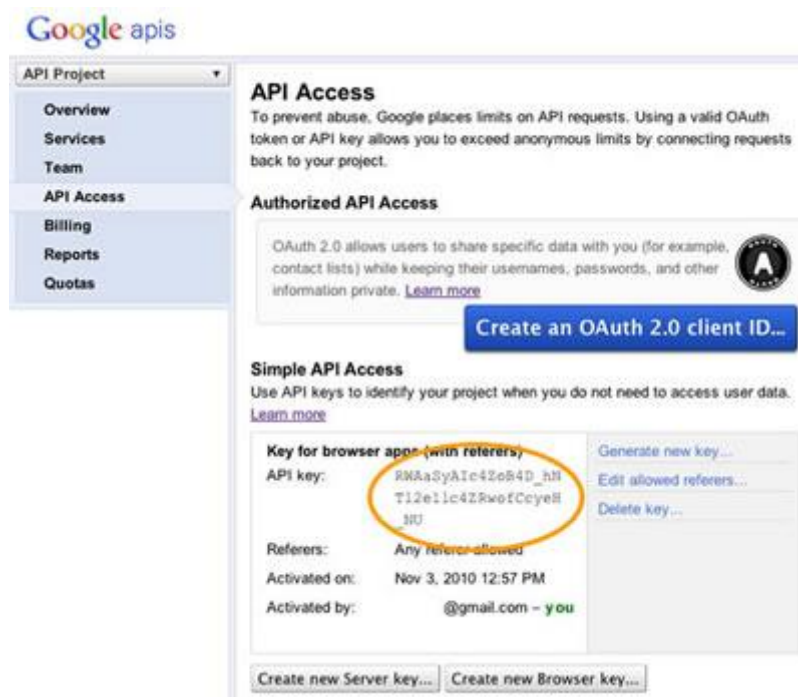 Google apis
API Project
Overview
Services
Team
API Access
Billing
Reports
Quotas
API Access
To prevent abuse, Google places limits on API requests. Using a valid OAuth
token or API key allows you to exceed anonymous limits by connecting requests
back to your project.
Authorized API Access
OAuth 2.0 allows users to share specific data with you (for example,
contact lists) while keeping their usernames, passwords, and other
information private. Learn more
Create an OAuth 2.0 client ID...
Simple API Access
Use API keys to identify your project when you do not need to access user data.
Learn more
Key for browser apps (with referers)
API key: RWAaSyAIc4ZoB4D_hN
T12e11c4ZRwofCcyeH
_NU
Referers: Any referer allowed
Activated on: Nov 3, 2010 12:57 PM
Activated by: @gmail.com – you
Generate new key...
Edit allowed referers...
Delete key...
Create new Server key... Create new Browser key...